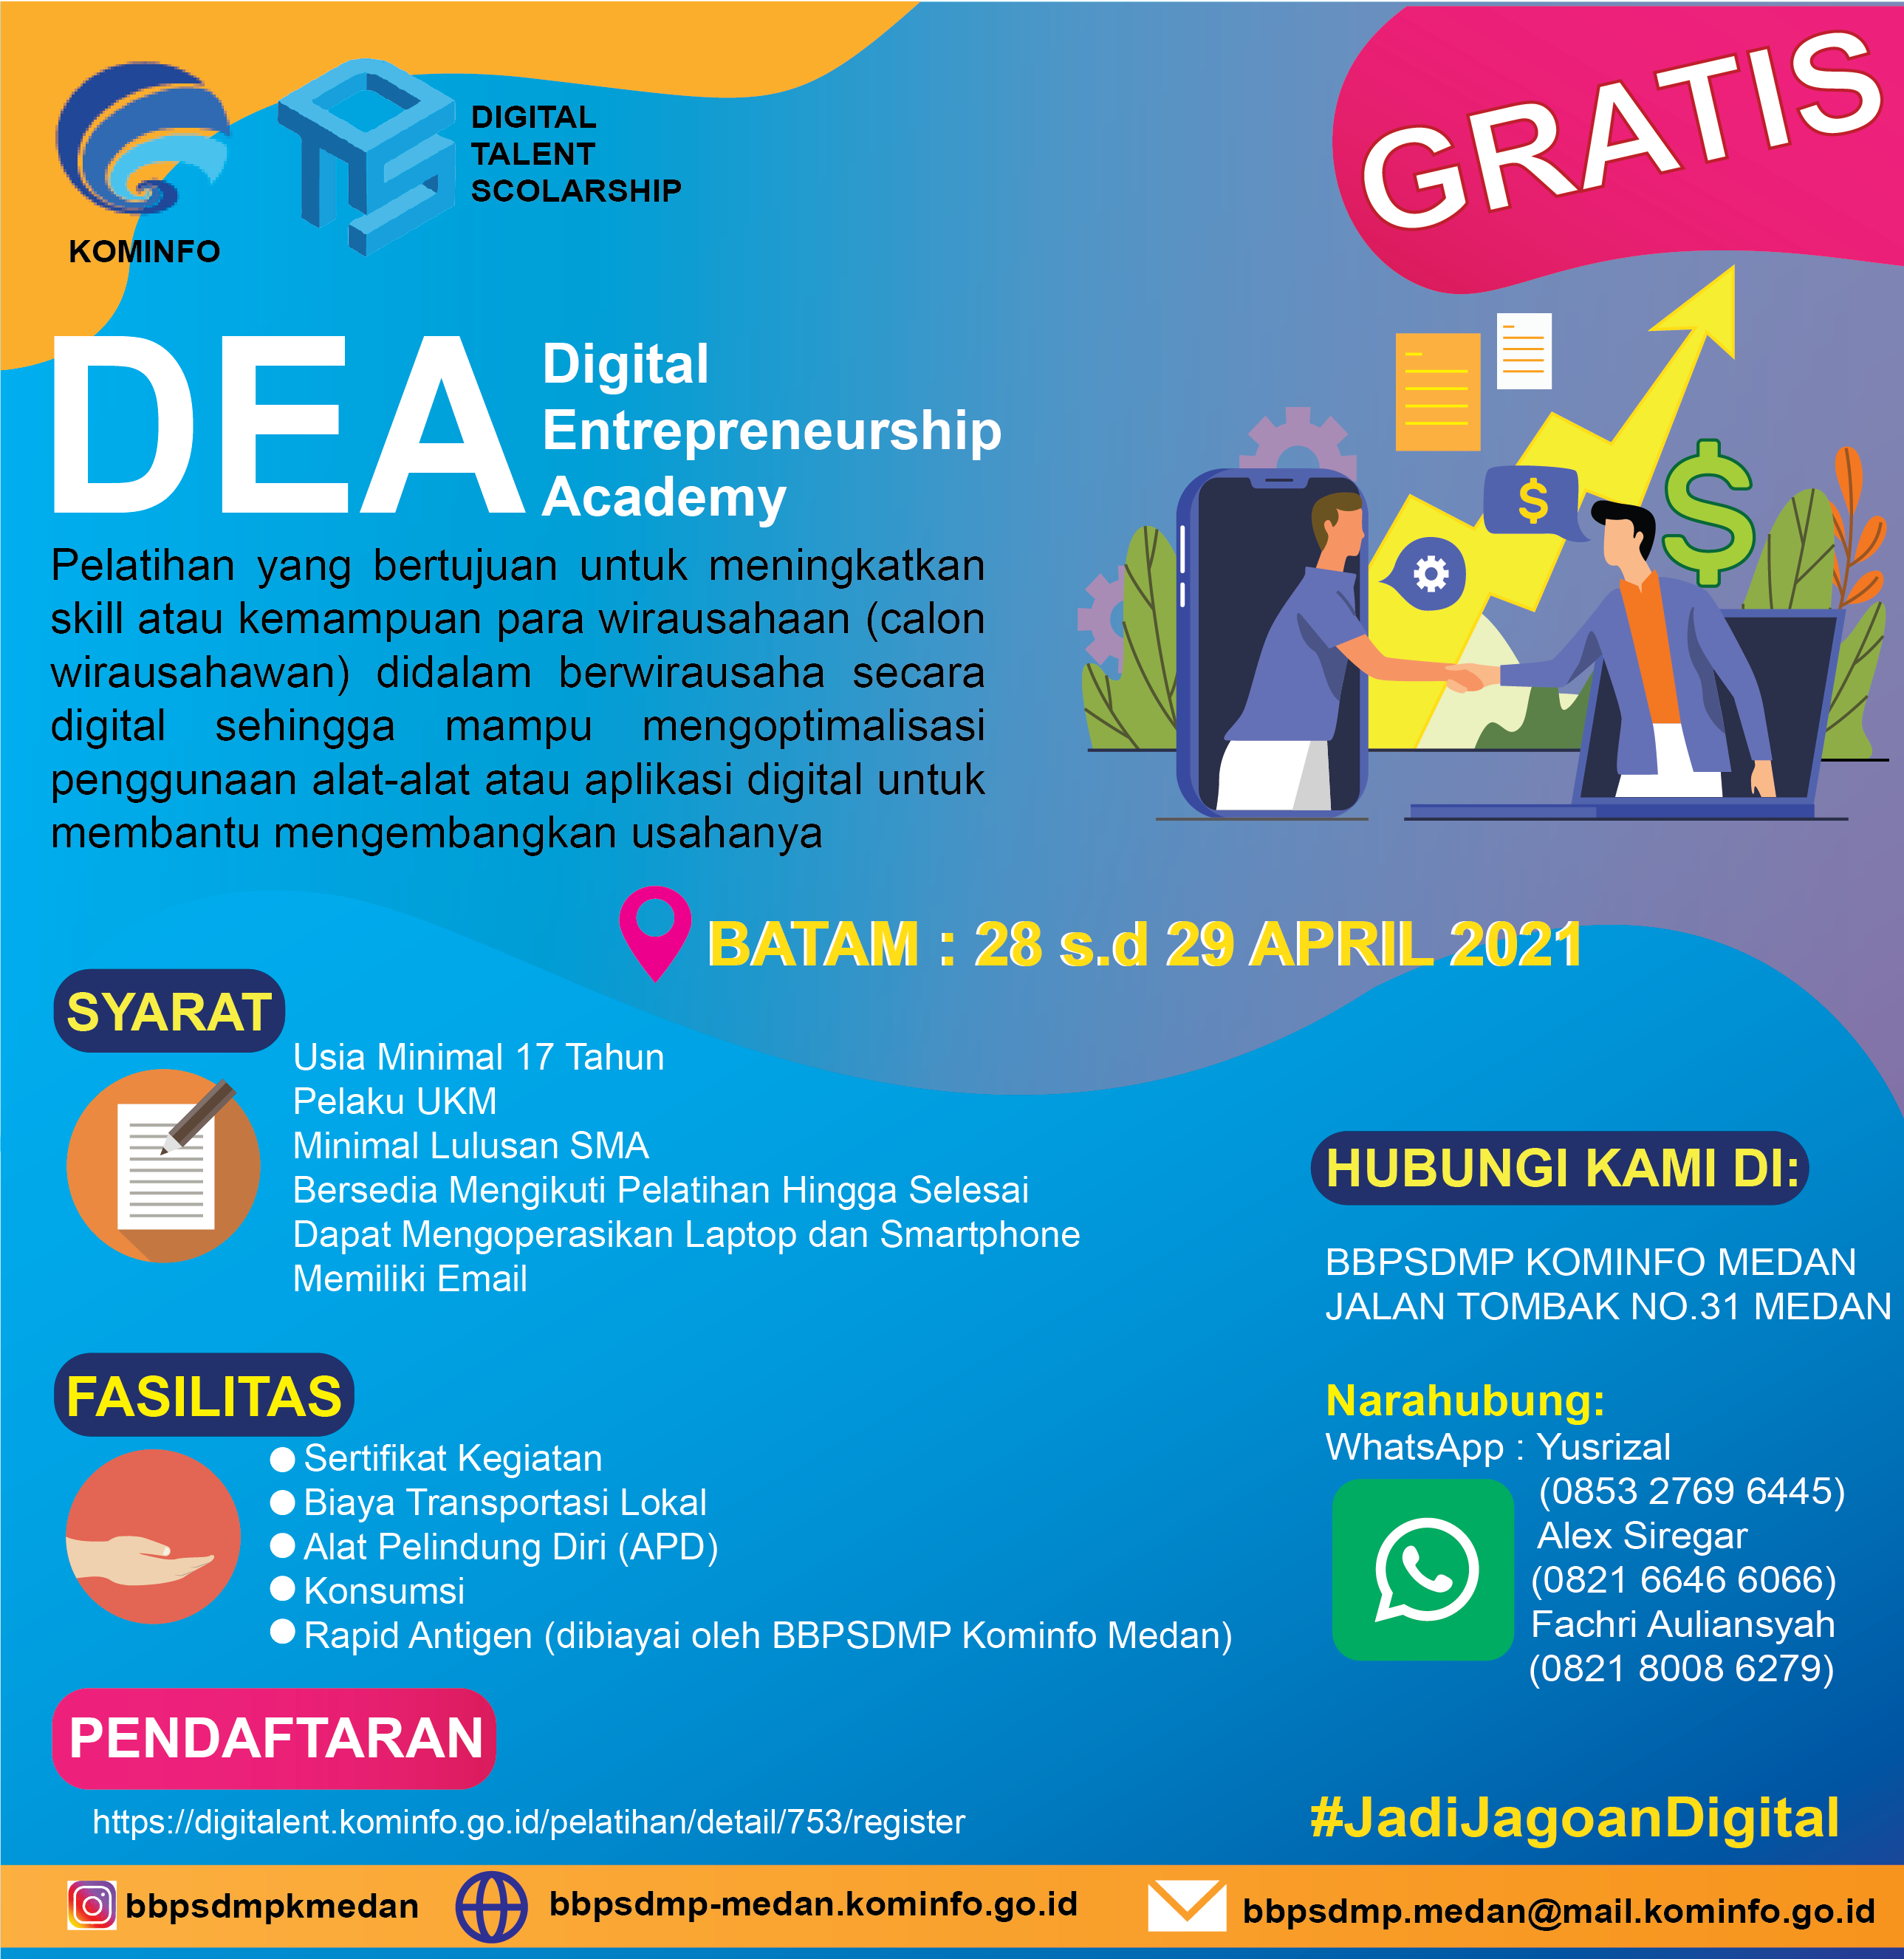 KOMINFO
DIGITAL
TALENT
SCOLARSHIP
GRATIS
DEA
Digital
Entrepreneurship
Academy
Pelatihan yang bertujuan untuk meningkatkan
skill atau kemampuan para wirausahaan (calon
wirausahawan) didalam berwirausaha secara
digital sehingga mampu mengoptimalisasi
penggunaan alat-alat atau aplikasi digital untuk
membantu mengembangkan usahanya
$
$
BATAM : 28 s.d 29 APRIL 2021
SYARAT
Usia Minimal 17 Tahun
Pelaku UKM
Minimal Lulusan SMA
Bersedia Mengikuti Pelatihan Hingga Selesai
Dapat Mengoperasikan Laptop dan Smartphone
Memiliki Email
FASILITAS
● Sertifikat Kegiatan
● Biaya Transportasi Lokal
● Alat Pelindung Diri (APD)
● Konsumsi
● Rapid Antigen (dibiayai oleh BBPSDMP Kominfo Medan)
PENDAFTARAN
https://digitalent.kominfo.go.id/pelatihan/detail/753/register
HUBUNGI KAMI DI:
BBPSDMP KOMINFO MEDAN
JALAN TOMBAK NO.31 MEDAN
Narahubung:
WhatsApp : Yusrizal
(0853 2769 6445)
Alex Siregar
(0821 6646 6066)
Fachri Auliansyah
(0821 8008 6279)
#JadiJagoanDigital
bbpsdmpkmedan
bbpsdmp-medan.kominfo.go.id
bbpsdmp.medan@mail.kominfo.go.id